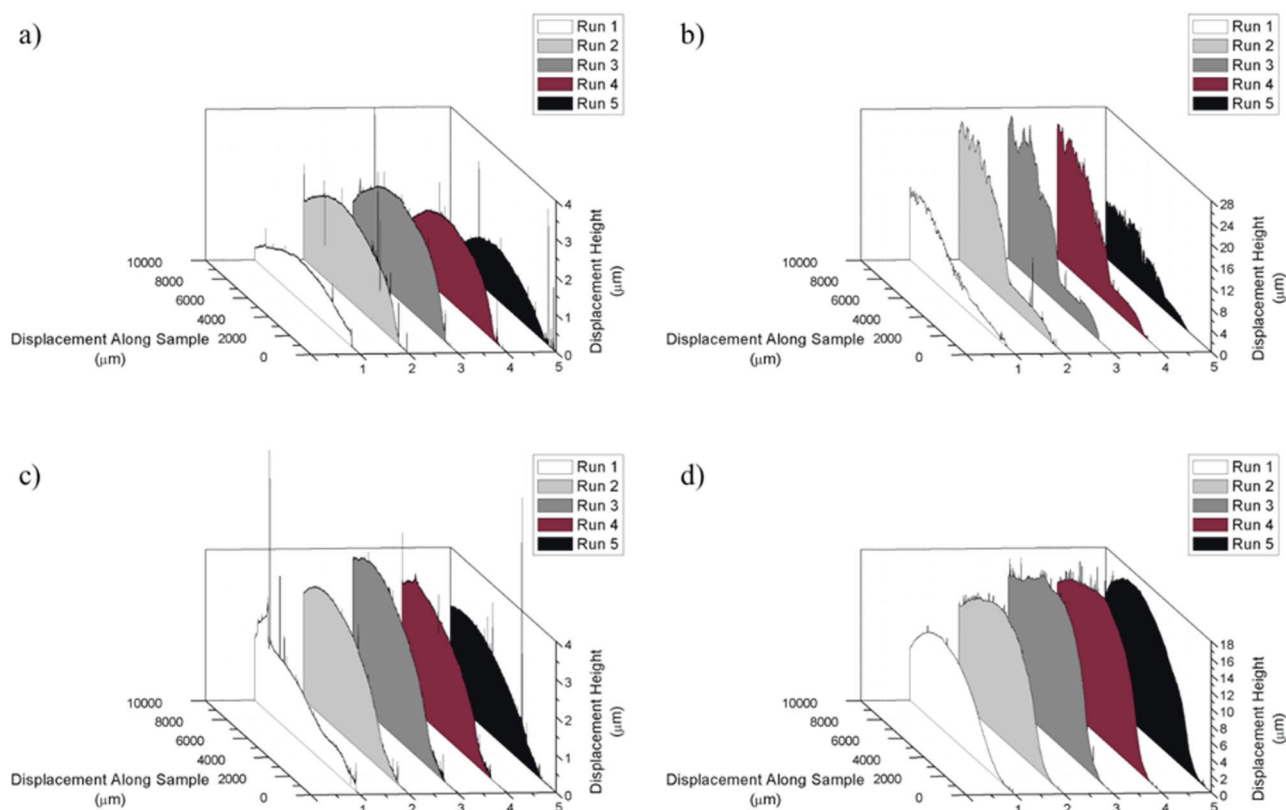 a)
Run 1
Run 2
Run 3
Run 4
Run 5
10000
8000
6000
4000
2000
0
Displacement Along Sample
(μm)
1
2
3
4
5
4
3
2
1
0
Displacement Height
(μm)
b)
Run 1
Run 2
Run 3
Run 4
Run 5
10000
8000
6000
4000
2000
0
Displacement Along Sample
(μm)
1
2
3
4
5
28
24
20
16
12
8
4
0
Displacement Height
(μm)
c)
Run 1
Run 2
Run 3
Run 4
Run 5
10000
8000
6000
4000
2000
0
Displacement Along Sample
(μm)
1
2
3
4
5
4
3
2
1
0
Displacement Height
(μm)
d)
Run 1
Run 2
Run 3
Run 4
Run 5
10000
8000
6000
4000
2000
0
Displacement Along Sample
(μm)
1
2
3
4
5
18
16
14
12
10
8
6
4
2
0
Displacement Height
(μm)